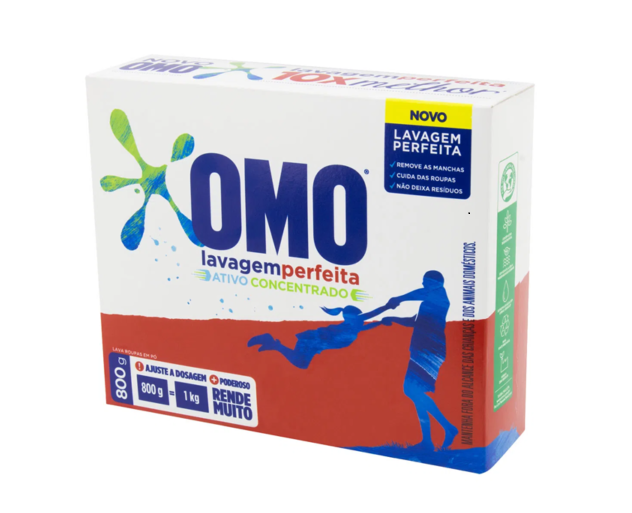 NOVO
OMO
lavagemperfeita
10X melhor
NOVO
LAVAGEM
PERFEITA
REMOVE AS MANCHAS
CUIDA DAS ROUPAS
NÃO DEIXA RESÍDUOS
OMO
lavagemperfeita
ATIVO CONCENTRADO
LAVA ROUPAS EM PÓ
800 g
AJUSTE A DOSAGEM
800 g = 1 kg
+ PODEROSO
RENDE
MUITO
MANTENHA FORA DO ALCANCE DAS CRIANÇAS E DOS ANIMAIS DOMÉSTICOS.